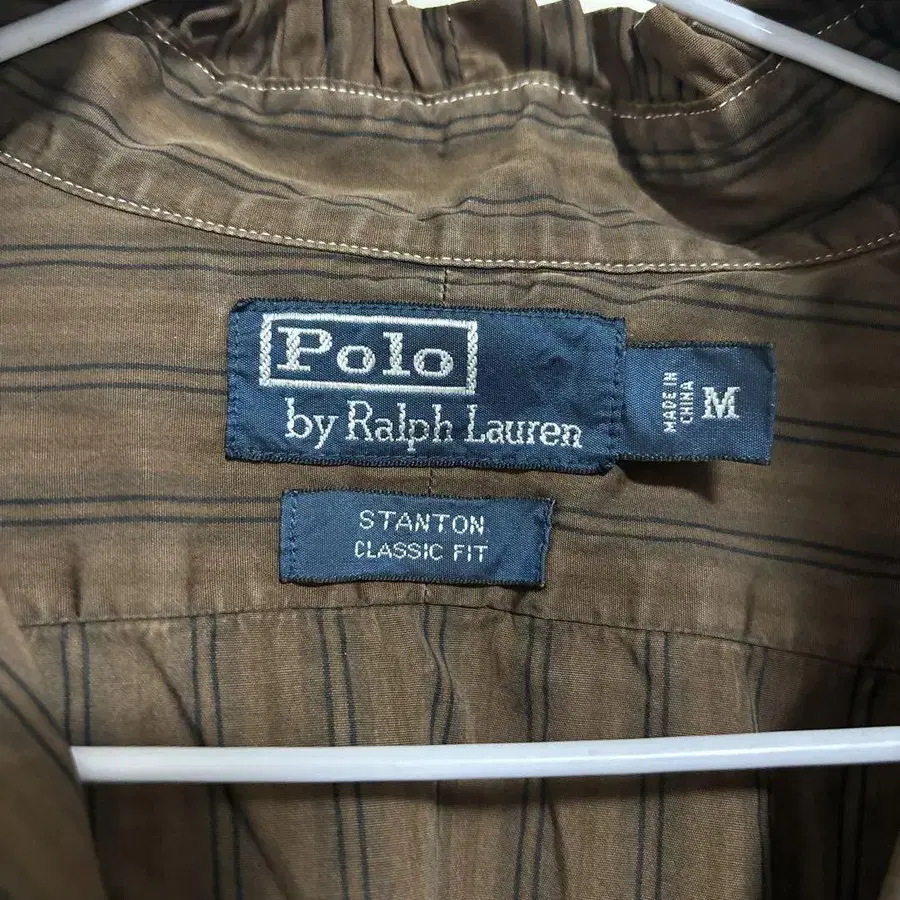 Polo
by Ralph Lauren
MADE IN
CHINA
M
STANTON
CLASSIC FIT